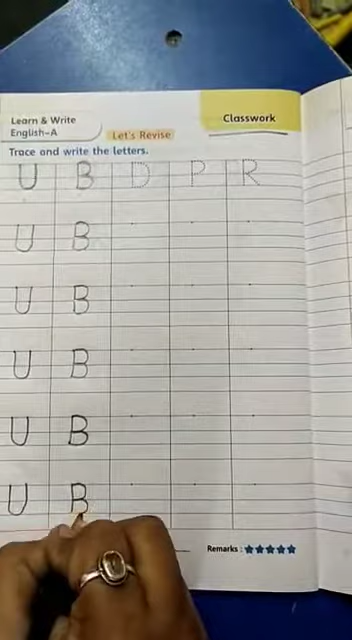 Learn & Write
English-A
Let's Revise
Classwork
Trace and write the letters.
U B D P R
U B
U B
U B
U B
U B
Remarks :